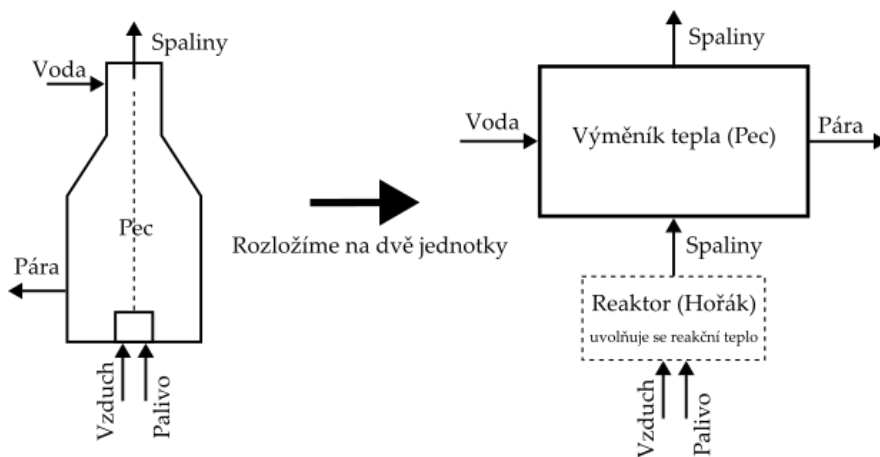 Spaliny
Voda
Pec
Pára
Vzduch
Palivo
Rozložíme na dvě jednotky
Spaliny
Voda
Výměník tepla (Pec)
Pára
Spaliny
Reaktor (Hořák)
uvolňuje se reakční teplo
Vzduch
Palivo